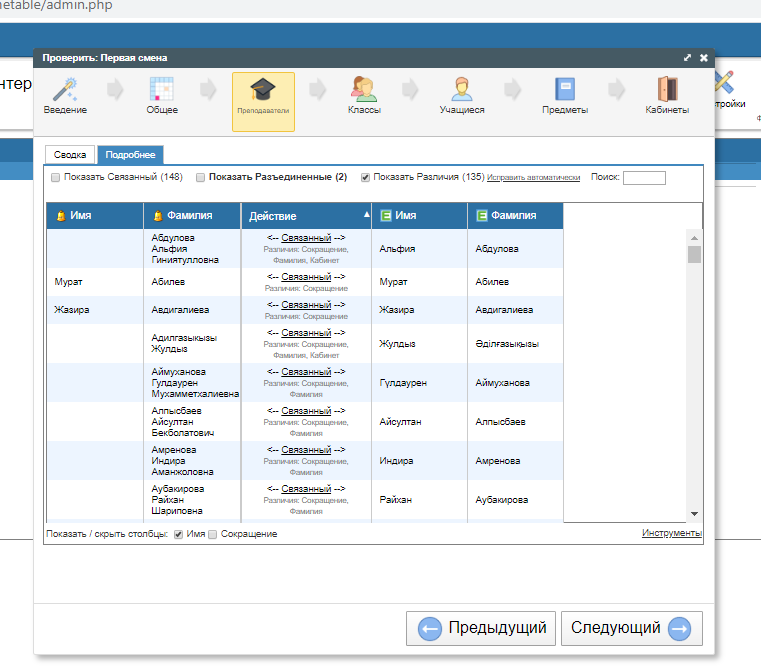 netable/admin.php
Проверить: Первая смена
нтер
Введение
Общее
Преподаватели
Классы
Учащиеся
Предметы
Кабинеты
тройки
Сводка
Подробнее
Показать Связанный (148) Показать Разъединенные (2) Показать Различия (135) Исправить автоматически Поиск:
Имя Фамилия Действие Имя Фамилия
Абдулова
Альфия
Гиниятулловна
<-- Связанный -->
Различия: Сокращение,
Фамилия, Кабинет
Альфия
Абдулова
Мурат
Абилев
<-- Связанный -->
Различия: Сокращение
Мурат
Абилев
Жазира
Авдигалиева
<-- Связанный -->
Различия: Сокращение
Жазира
Авдигалиева
Адилгазыкызы
Жулдыз
<-- Связанный -->
Различия: Сокращение,
Фамилия, Кабинет
Жулдыз
Әділғазықызы
Аймуханова
Гулдаурен
Мухамметхалиевна
<-- Связанный -->
Различия: Сокращение,
Фамилия
Гүлдаурен
Аймуханова
Алпысбаев
Айсултан
Бекболатович
<-- Связанный -->
Различия: Сокращение,
Фамилия
Айсултан
Алпысбаев
Амренова
Индира
Аманжоловна
<-- Связанный -->
Различия: Сокращение,
Фамилия
Индира
Амренова
Аубакирова
Райхан
Шариповна
<-- Связанный -->
Различия: Сокращение,
Фамилия
Райхан
Аубакирова
Показать / скрыть столбцы: Имя Сокращение
Инструменты
Предыдущий
Следующий